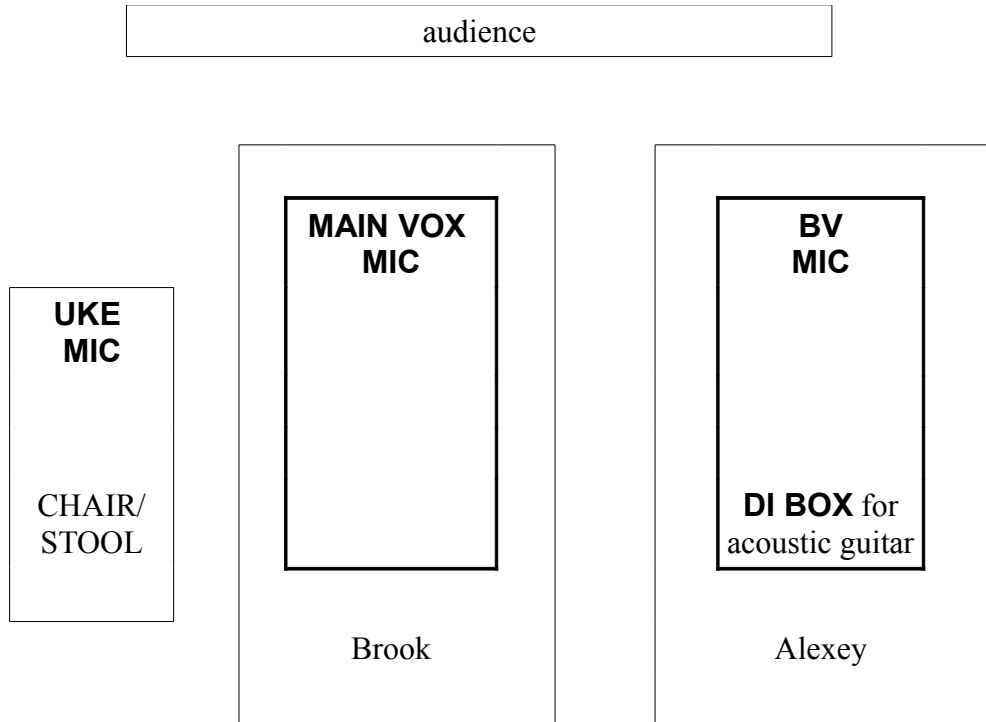 audience
MAIN VOX
MIC
BV
MIC
UKE
MIC
CHAIR/
STOOL
DI BOX for
acoustic guitar
Brook
Alexey